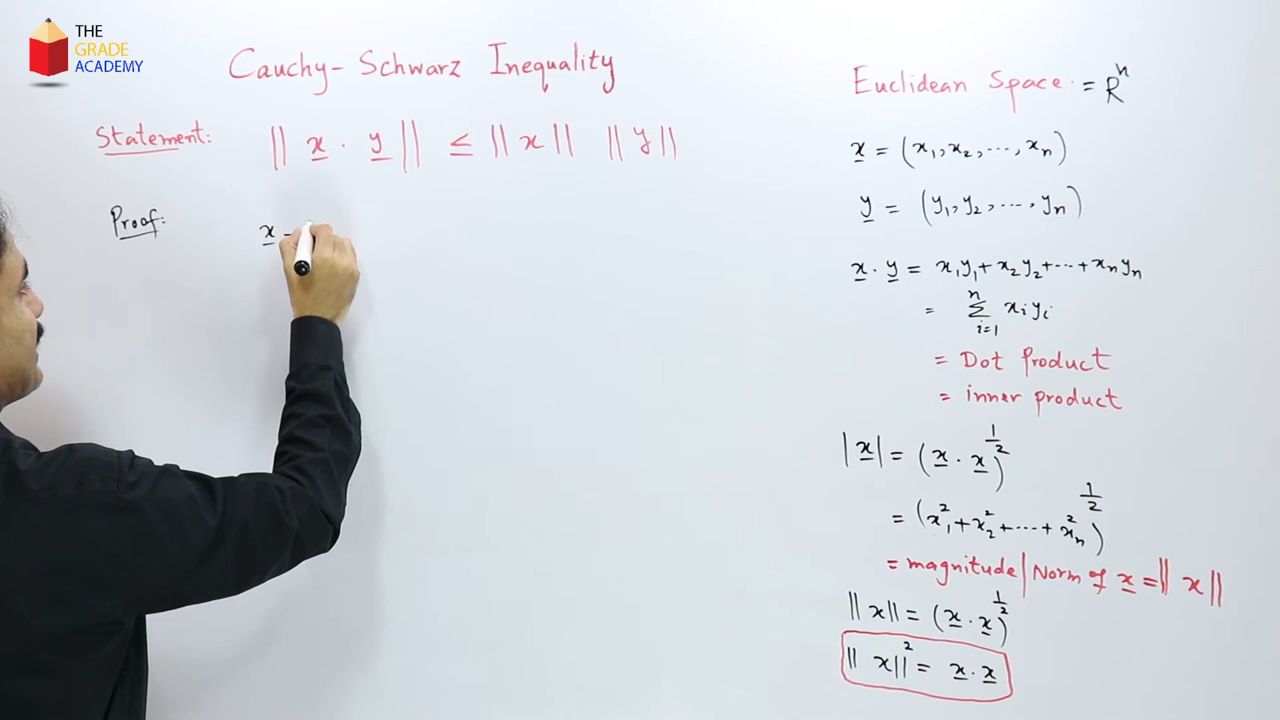 THE
GRADE
ACADEMY
Cauchy-Schwarz Inequality
Statement: || x̲ · y̲ || ≤ || x || || y ||
Proof: x̲ -
Euclidean Space = Rⁿ
x̲ = (x₁, x₂, ..., xₙ)
y̲ = (y₁, y₂, ..., yₙ)
x̲ · y̲ = x₁y₁ + x₂y₂ + ... + xₙyₙ
= Σᵢ₌₁ⁿ xᵢyᵢ
= Dot Product
= inner product
|x̲| = (x̲ · x̲)^½
= (x₁² + x₂² + ... + xₙ²)^½
= magnitude | Norm of x̲ = || x ||
|| x || = (x̲ · x̲)^½
|| x ||² = x̲ · x̲